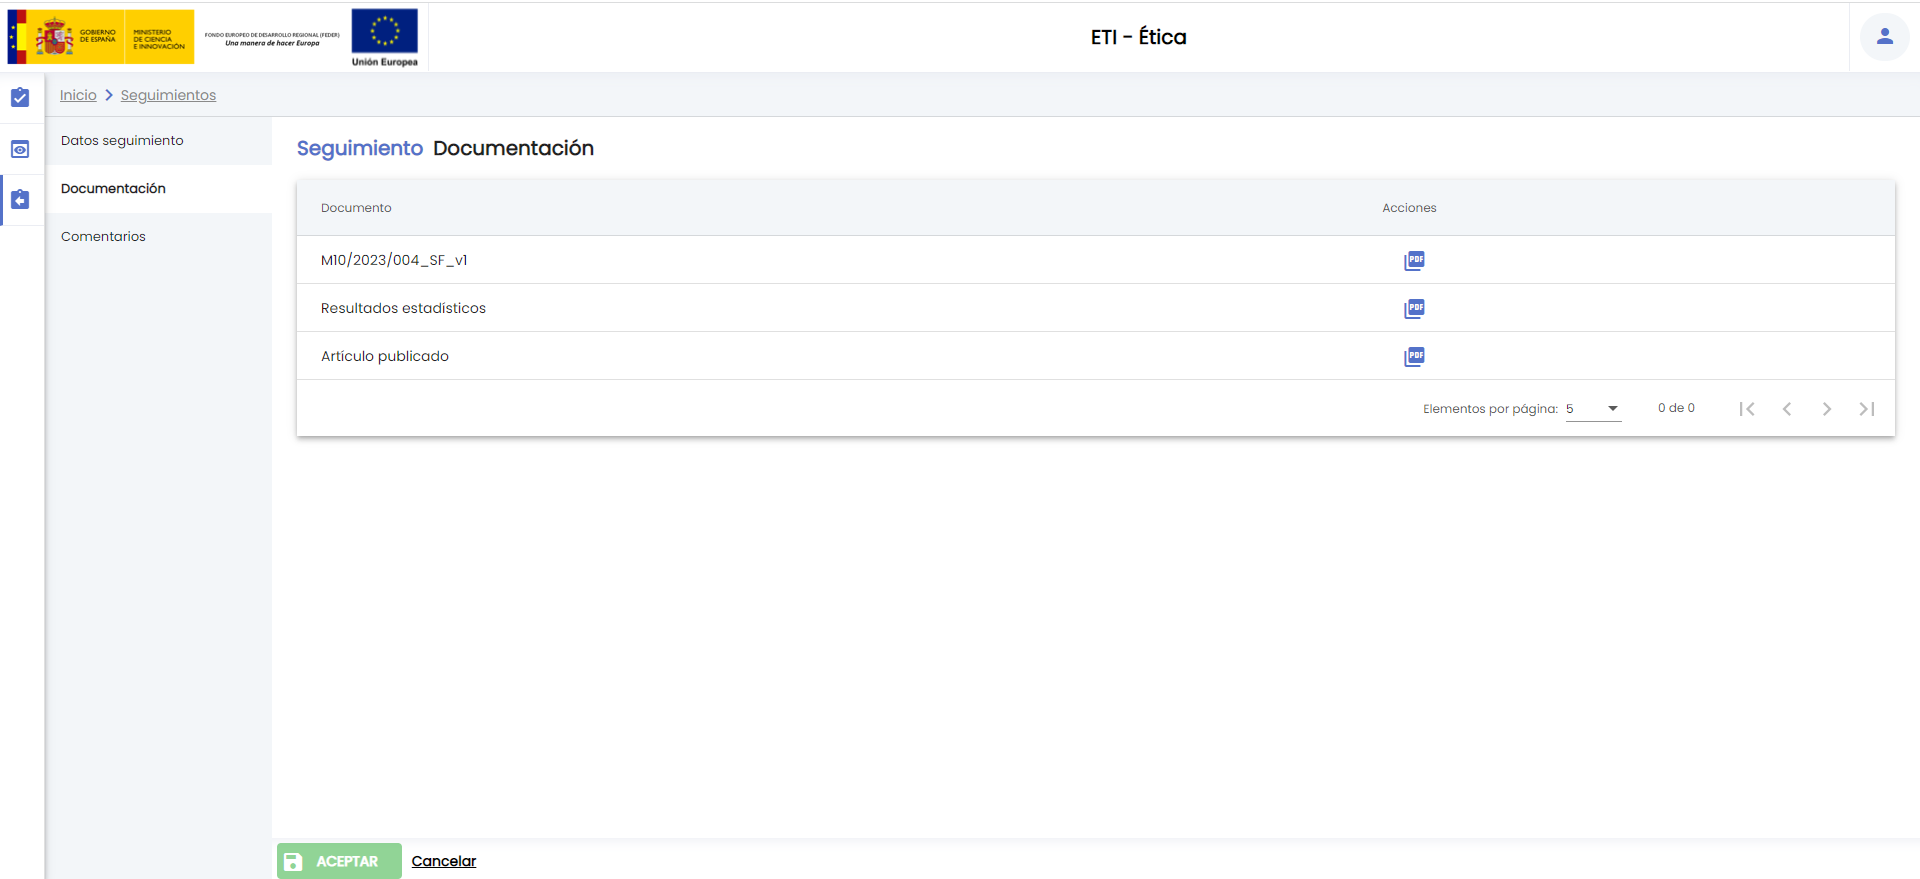 GOBIERNO DE ESPAÑA
MINISTERIO DE CIENCIA E INNOVACIÓN
FONDO EUROPEO DE DESARROLLO REGIONAL (FEDER)
Una manera de hacer Europa
Unión Europea
ETI - Ética
Inicio
Seguimientos
Datos seguimiento
Documentación
Comentarios
Seguimiento Documentación
Documento Acciones
M10/2023/004_SF_v1 PDF
Resultados estadísticos PDF
Artículo publicado PDF
Elementos por página: 5 0 de 0
ACEPTAR Cancelar